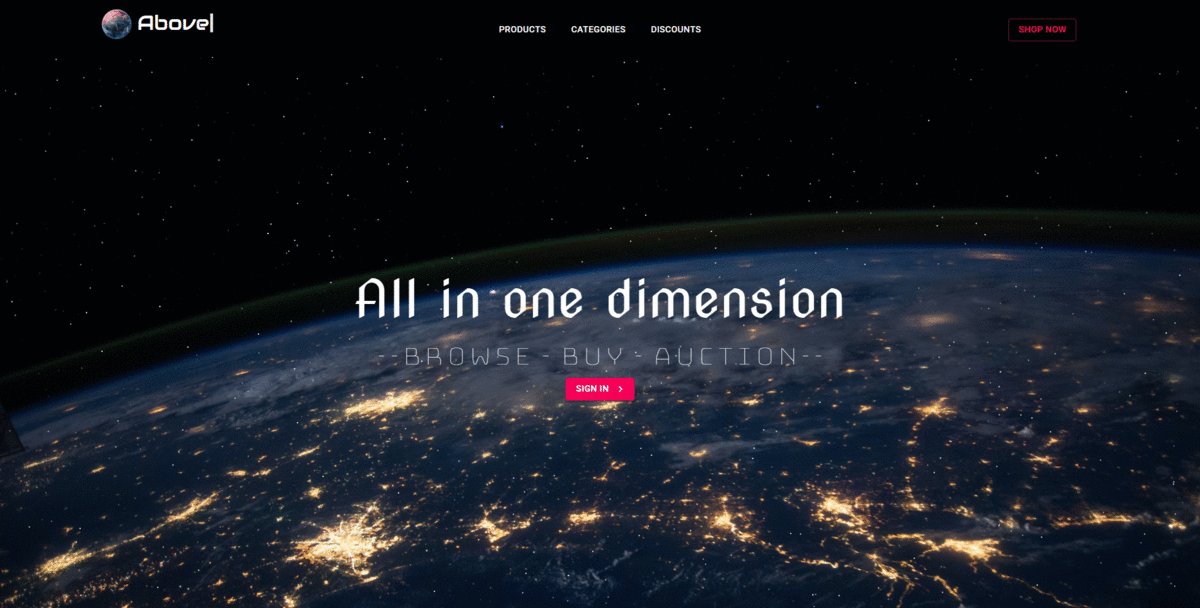 Abovel
PRODUCTS
CATEGORIES
DISCOUNTS
SHOP NOW
All in one dimension
--BROWSE - BUY - AUCTION--
SIGN IN